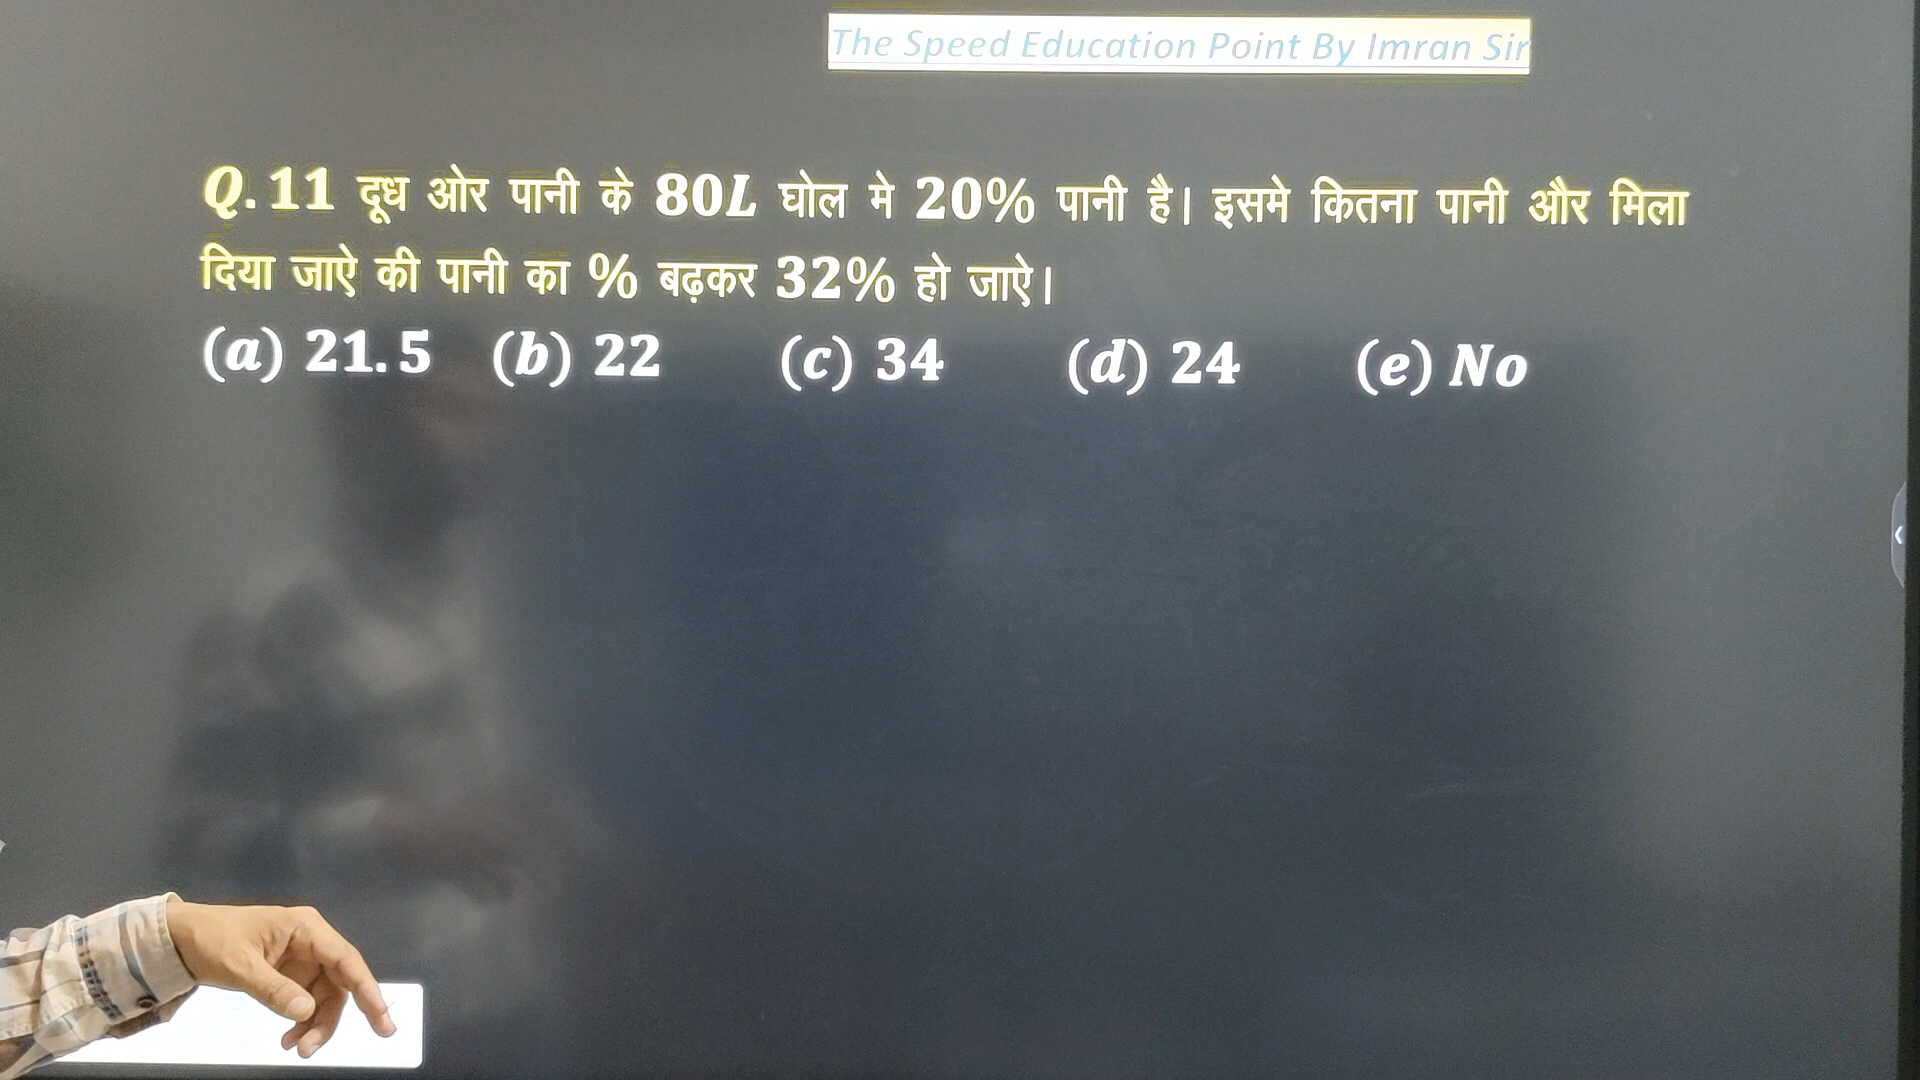 The Speed Education Point By Imran Sir
Q.11 दूध ओर पानी के 80L घोल मे 20% पानी है। इसमे कितना पानी और मिला
दिया जाऐ की पानी का % बढ़कर 32% हो जाऐ।
(a) 21.5 (b) 22 (c) 34 (d) 24 (e) No